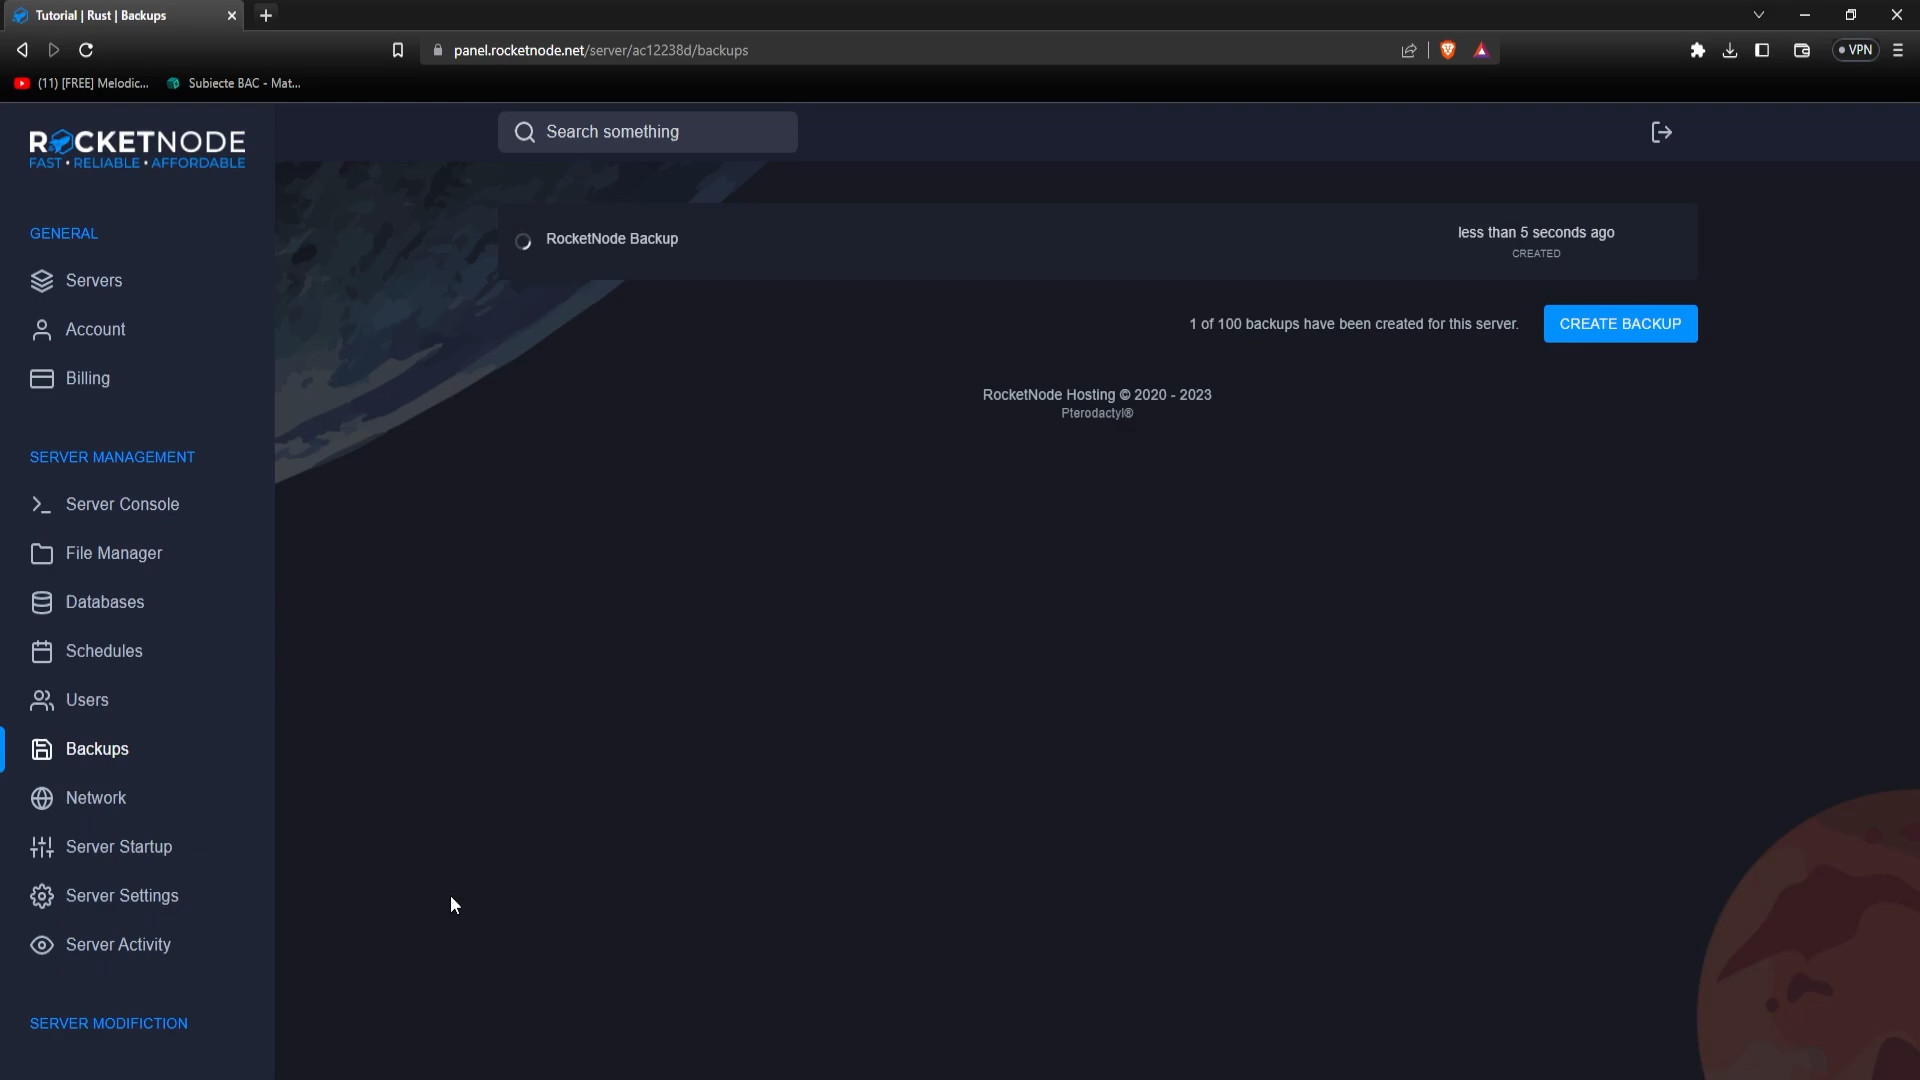 Tutorial | Rust | Backups
panel.rocketnode.net/server/ac12238d/backups
VPN
(11) [FREE] Melodic...
Subiecte BAC - Mat...
ROCKETNODE
FAST • RELIABLE • AFFORDABLE
Search something
GENERAL
Servers
Account
Billing
SERVER MANAGEMENT
Server Console
File Manager
Databases
Schedules
Users
Backups
Network
Server Startup
Server Settings
Server Activity
SERVER MODIFICTION
RocketNode Backup
less than 5 seconds ago
CREATED
1 of 100 backups have been created for this server.
CREATE BACKUP
RocketNode Hosting © 2020 - 2023
Pterodactyl®